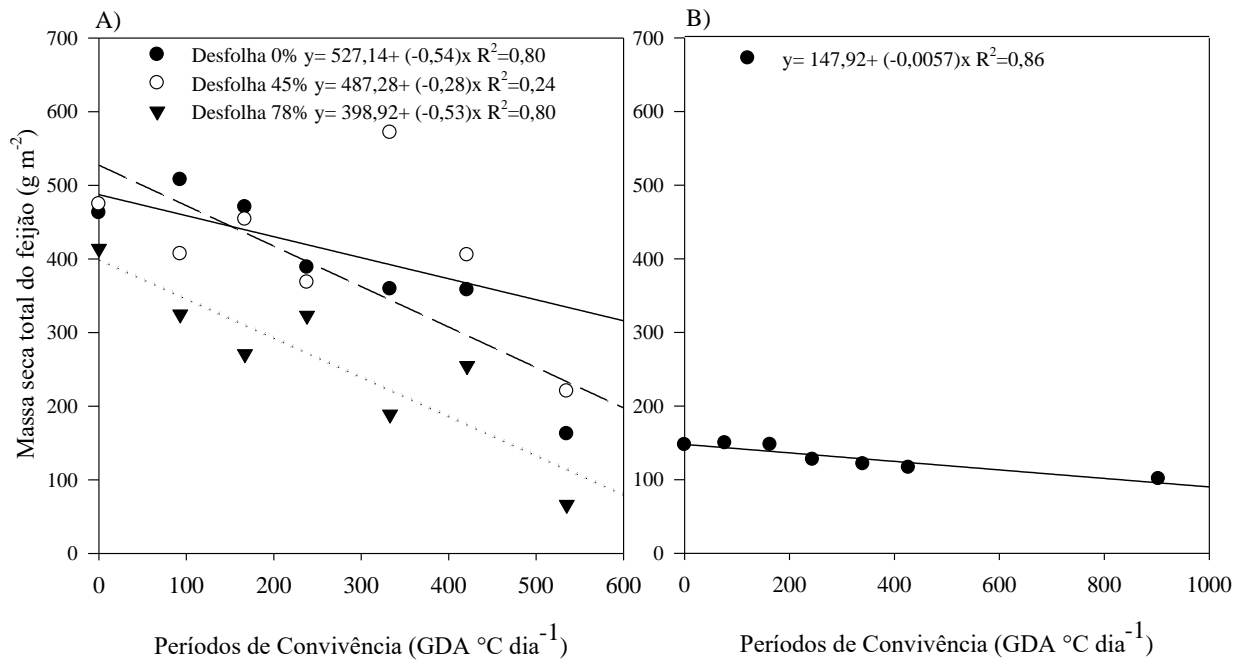 A)
B)
Desfolha 0% y= 527,14+ (-0,54)x R²=0,80
Desfolha 45% y= 487,28+ (-0,28)x R²=0,24
Desfolha 78% y= 398,92+ (-0,53)x R²=0,80
y= 147,92+ (-0,0057)x R²=0,86
Massa seca total do feijão (g m⁻²)
700
600
500
400
300
200
100
0
0 100 200 300 400 500 600
Períodos de Convivência (GDA °C dia⁻¹)
700
600
500
400
300
200
100
0
0 200 400 600 800 1000
Períodos de Convivência (GDA °C dia⁻¹)